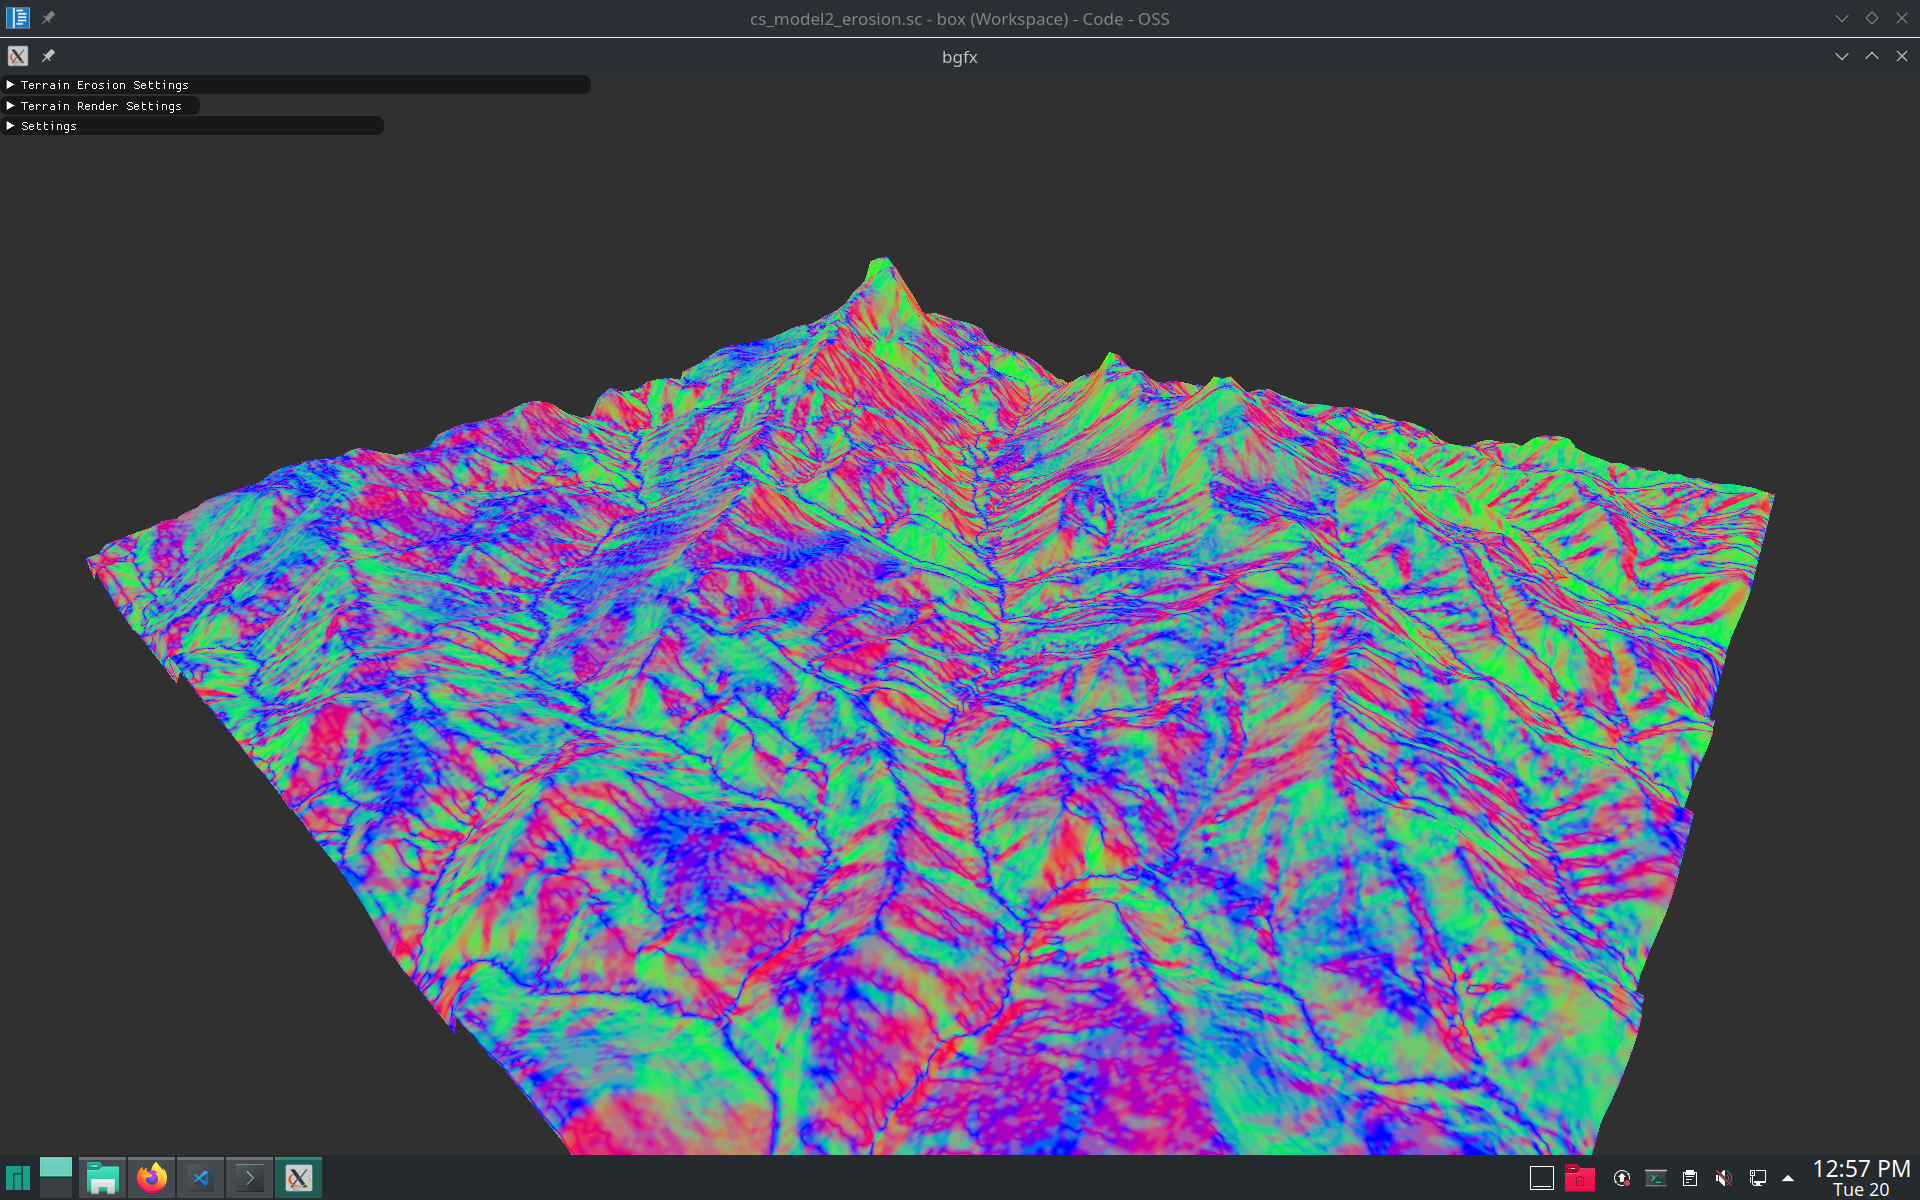 cs_model2_erosion.sc - box (Workspace) - Code - OSS
bgfx
Terrain Erosion Settings
Terrain Render Settings
Settings
12:57 PM
Tue 20